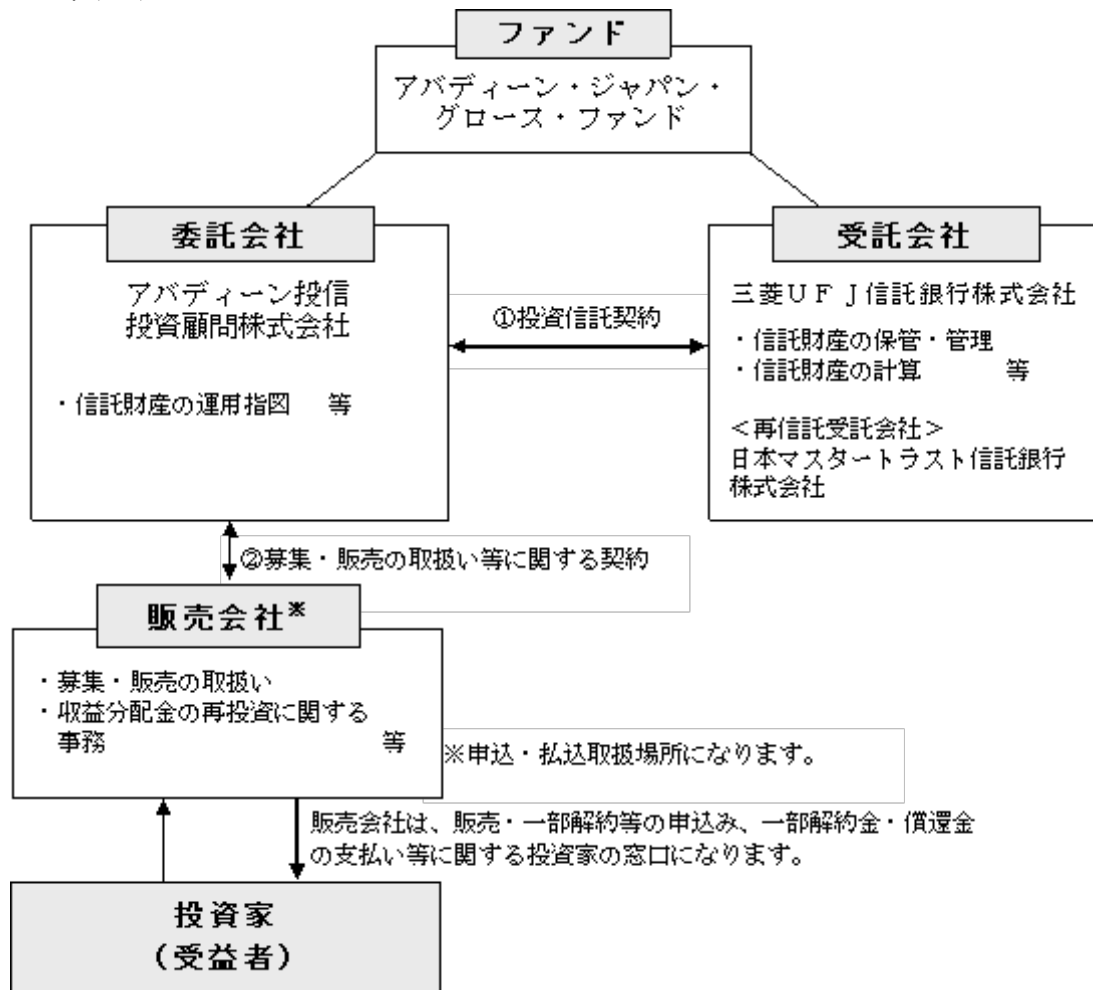 ファンド
アバディーン・ジャパン・
グロース・ファンド
委託会社
アバディーン投信
投資顧問株式会社
・信託財産の運用指図　等
①投資信託契約
受託会社
三菱ＵＦＪ信託銀行株式会社
・信託財産の保管・管理
・信託財産の計算　　　等
＜再信託受託会社＞
日本マスタートラスト信託銀行
株式会社
②募集・販売の取扱い等に関する契約
販売会社※
・募集・販売の取扱い
・収益分配金の再投資に関する
事務　　　　　　　　　等
※申込・払込取扱場所になります。
販売会社は、販売・一部解約等の申込み、一部解約金・償還金
の支払い等に関する投資家の窓口になります。
投資家
（受益者）